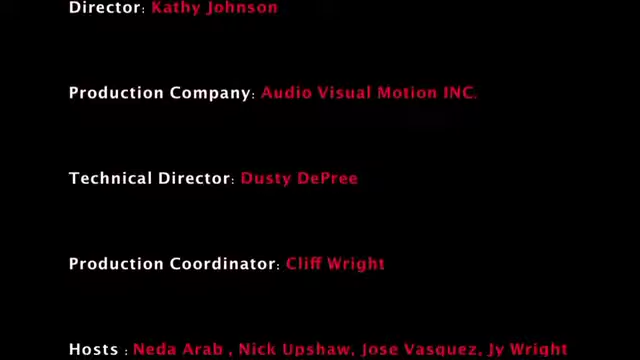 Director: Kathy Johnson
Production Company: Audio Visual Motion INC.
Technical Director: Dusty DePree
Production Coordinator: Cliff Wright
Hosts : Neda Arab , Nick Upshaw, Jose Vasquez, Jy Wright